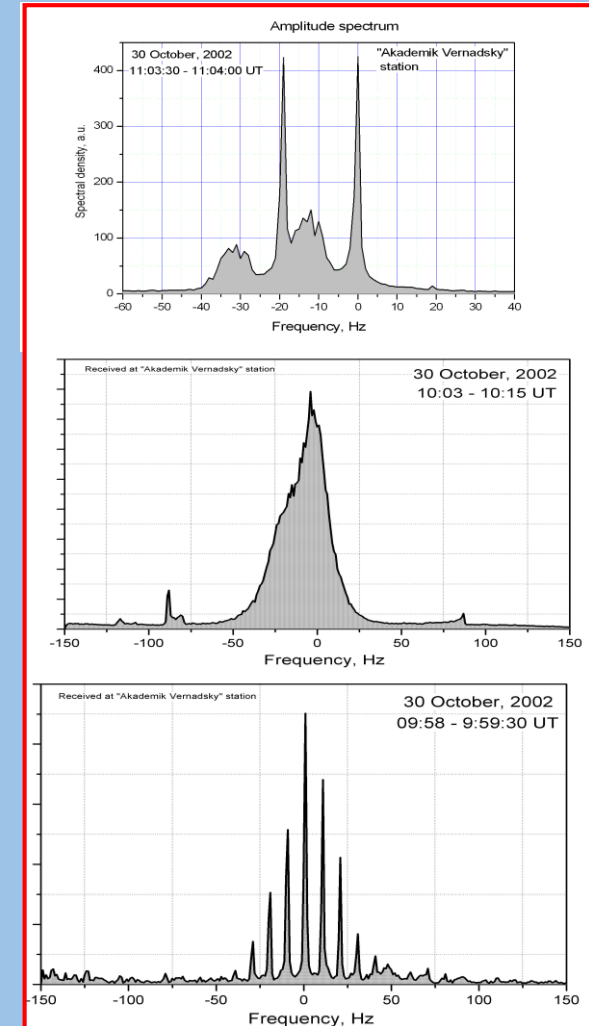 Amplitude spectrum
30 October, 2002
11:03:30 - 11:04:00 UT
"Akademik Vernadsky"
station
Spectral density, a.u.
400
300
200
100
0
-60 -50 -40 -30 -20 -10 0 10 20 30 40
Frequency, Hz
Received at "Akademik Vernadsky" station
30 October, 2002
10:03 - 10:15 UT
-150 -100 -50 0 50 100 150
Frequency, Hz
Received at "Akademik Vernadsky" station
30 October, 2002
09:58 - 9:59:30 UT
-150 -100 -50 0 50 100 150
Frequency, Hz